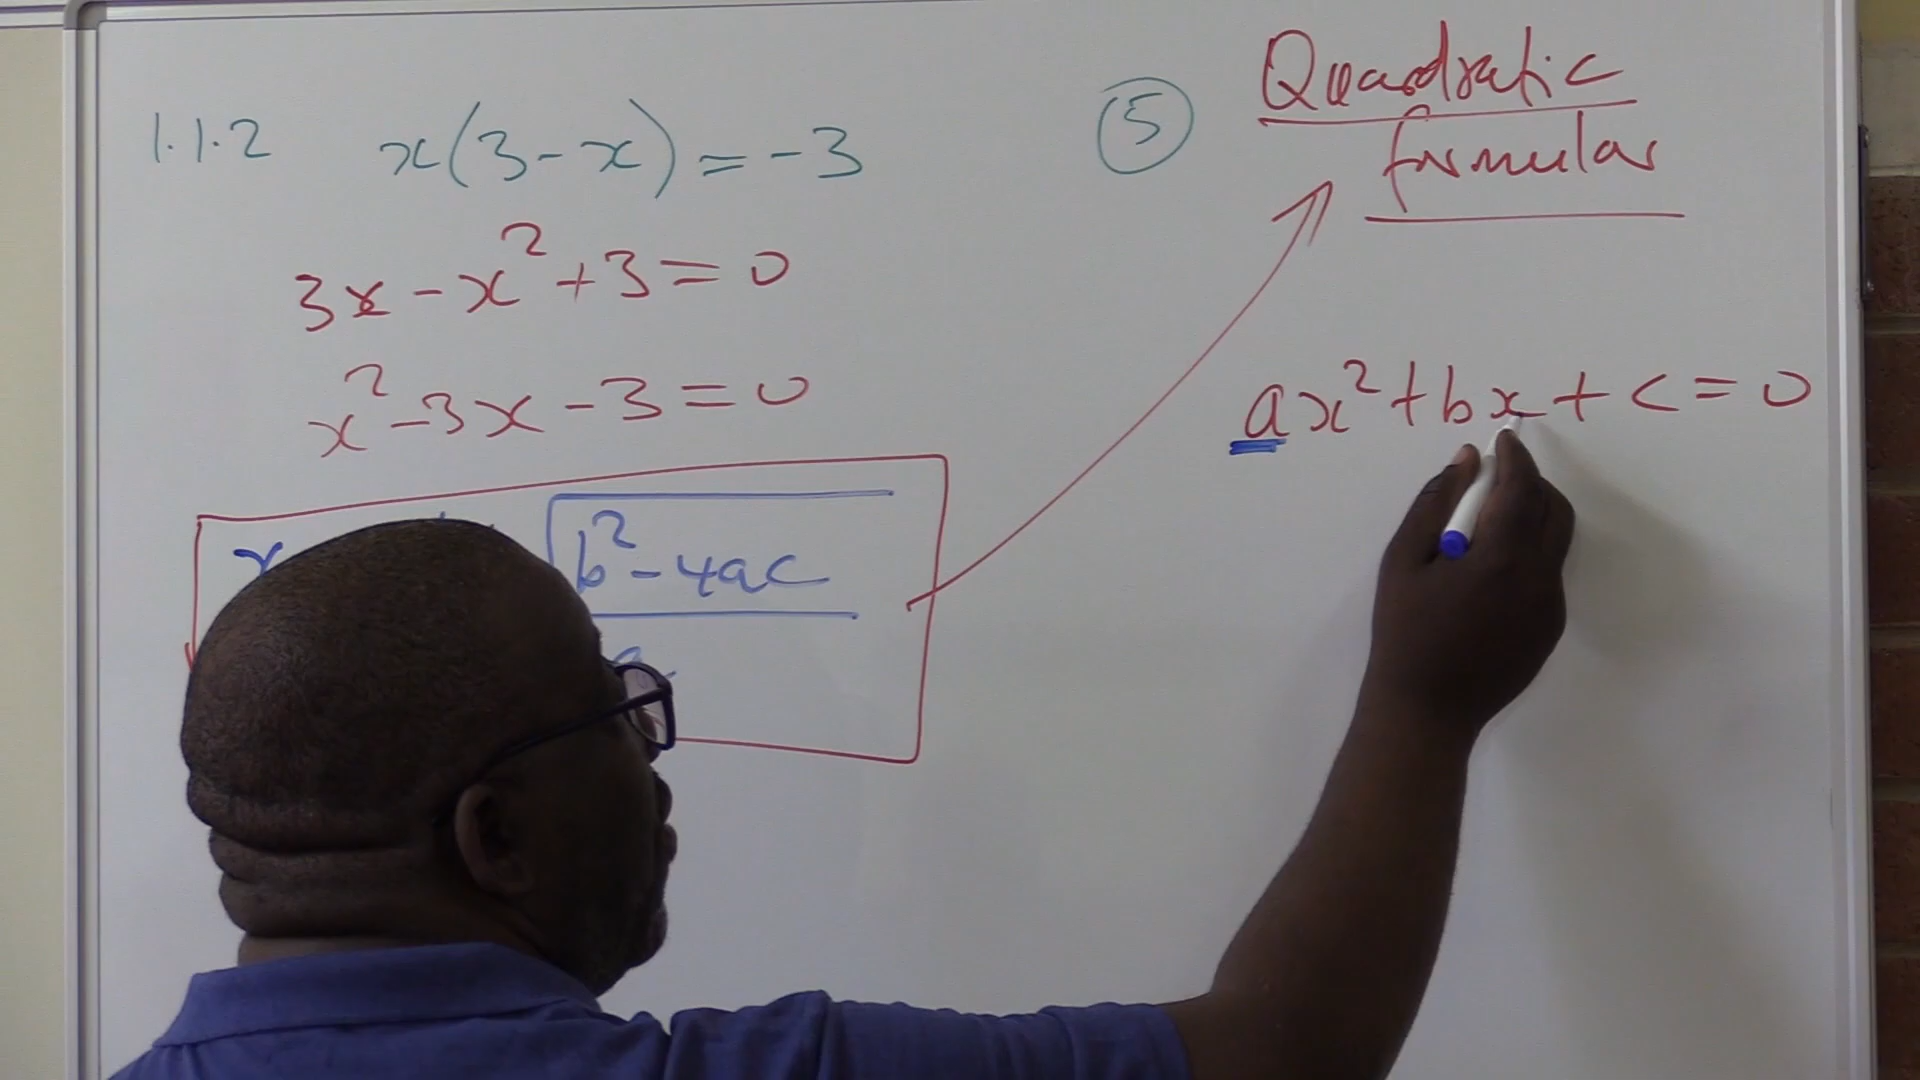 1.1.2 x(3-x) = -3
3x - x² + 3 = 0
x² - 3x - 3 = 0
x
b² - 4ac
a
5
Quadratic
formular
ax² + bx + c = 0